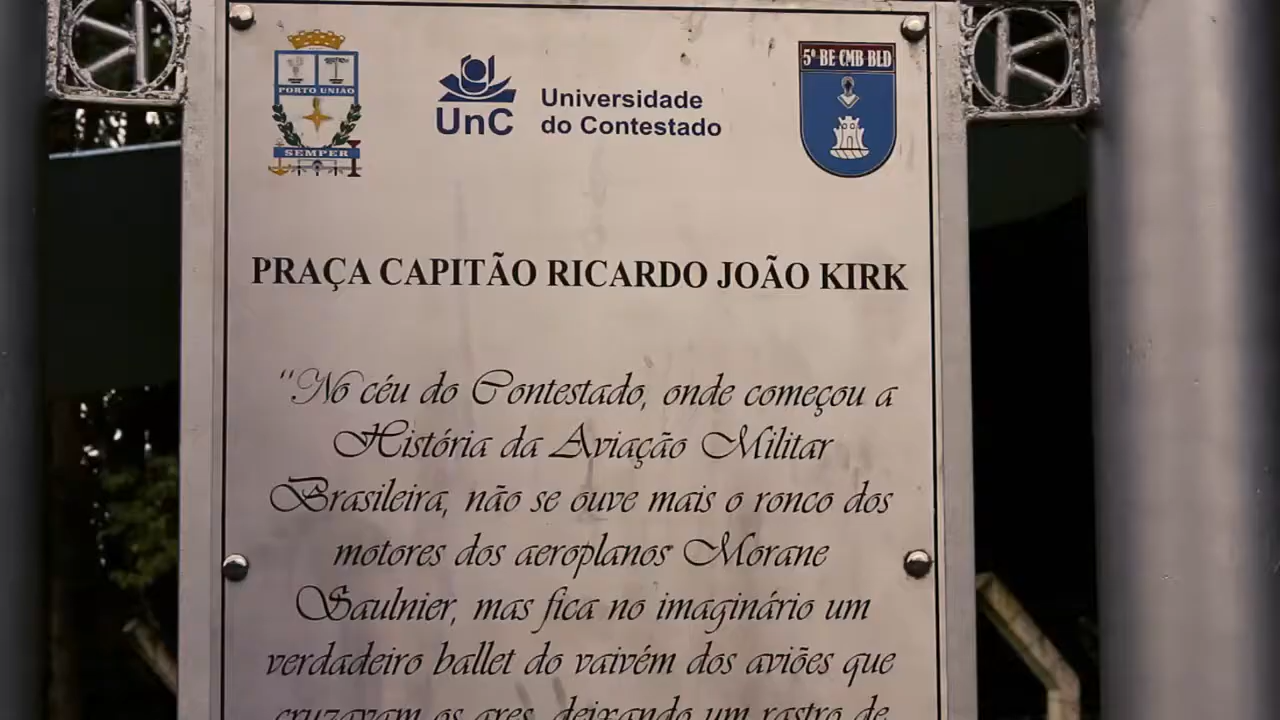 PORTO UNIÃO
SEMPER
UnC
Universidade
do Contestado
5º BE CMB BLD
PRAÇA CAPITÃO RICARDO JOÃO KIRK
"No céu do Contestado, onde começou a
História da Aviação Militar
Brasileira, não se ouve mais o ronco dos
motores dos aeroplanos Morane
Saulnier, mas fica no imaginário um
verdadeiro ballet do vaivém dos aviões que
cruzavam os ares, deixando um rastro de